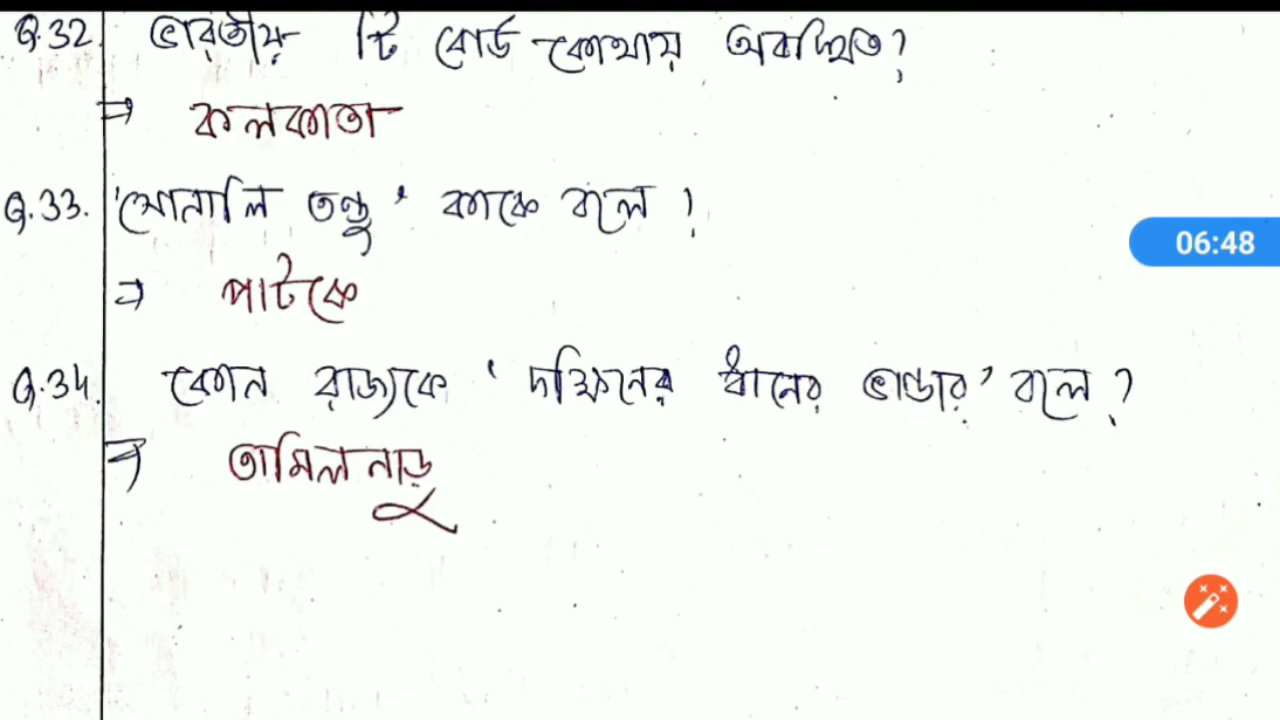 Q.32. ভারতীয় টি বোর্ড কোথায় অবস্থিত?
⇒ কলকাতা
Q.33. 'সোনালি তন্তু' কাকে বলে?
06:48
⇒ পাটকে
Q.34. কোন রাজ্যকে 'দক্ষিনের ধানের ভাণ্ডার' বলে?
⇒ তামিলনাড়ু